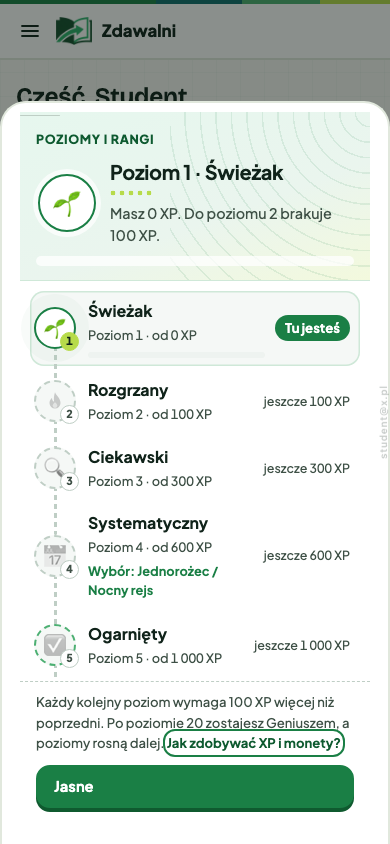 Zdawalni
Cześć, Student
POZIOMY I RANGI
Poziom 1 · Świeżak
Masz 0 XP. Do poziomu 2 brakuje
100 XP.
Świeżak
Poziom 1 · od 0 XP
Tu jesteś
1
Rozgrzany
Poziom 2 · od 100 XP
jeszcze 100 XP
2
Ciekawski
Poziom 3 · od 300 XP
jeszcze 300 XP
3
Systematyczny
Poziom 4 · od 600 XP
jeszcze 600 XP
Wybór: Jednorożec /
Nocny rejs
17
4
Ogarnięty
Poziom 5 · od 1 000 XP
jeszcze 1 000 XP
5
student@x.pl
Każdy kolejny poziom wymaga 100 XP więcej niż
poprzedni. Po poziomie 20 zostajesz Geniuszem, a
poziomy rosną dalej. Jak zdobywać XP i monety?
Jasne